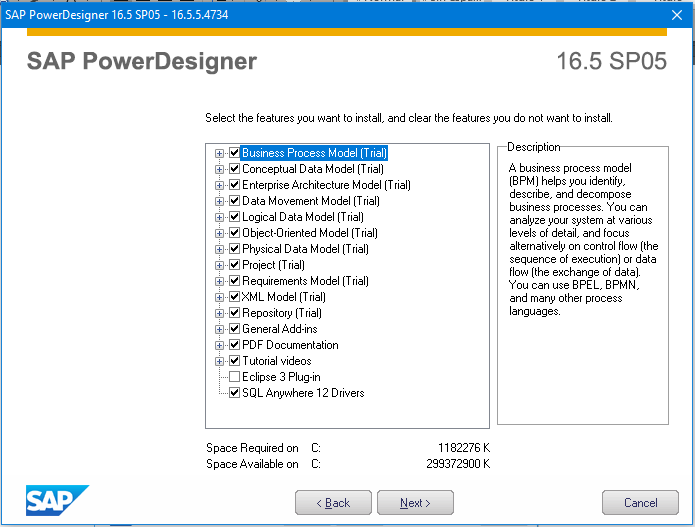 SAP PowerDesigner 16.5 SP05 - 16.5.5.4734
SAP PowerDesigner 16.5 SP05
Select the features you want to install, and clear the features you do not want to install.
Business Process Model (Trial)
Conceptual Data Model (Trial)
Enterprise Architecture Model (Trial)
Data Movement Model (Trial)
Logical Data Model (Trial)
Object-Oriented Model (Trial)
Physical Data Model (Trial)
Project (Trial)
Requirements Model (Trial)
XML Model (Trial)
Repository (Trial)
General Add-ins
PDF Documentation
Tutorial videos
Eclipse 3 Plug-in
SQL Anywhere 12 Drivers
Description
A business process model
(BPM) helps you identify,
describe, and decompose
business processes. You can
analyze your system at various
levels of detail, and focus
alternatively on control flow (the
sequence of execution) or data
flow (the exchange of data).
You can use BPEL, BPMN,
and many other process
languages.
Space Required on C: 1182276 K
Space Available on C: 299372900 K
SAP
< Back Next > Cancel